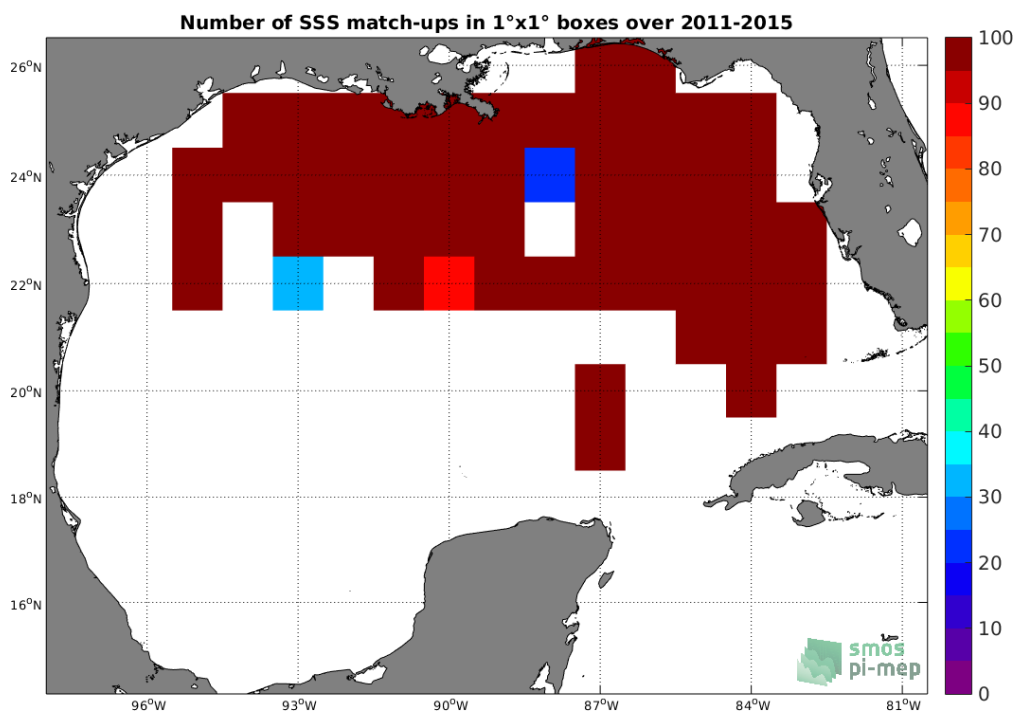 Number of SSS match-ups in 1°x1° boxes over 2011-2015
26°N
24°N
22°N
20°N
18°N
16°N
96°W
93°W
90°W
87°W
84°W
81°W
100
90
80
70
60
50
40
30
20
10
0
smos
pi-mep